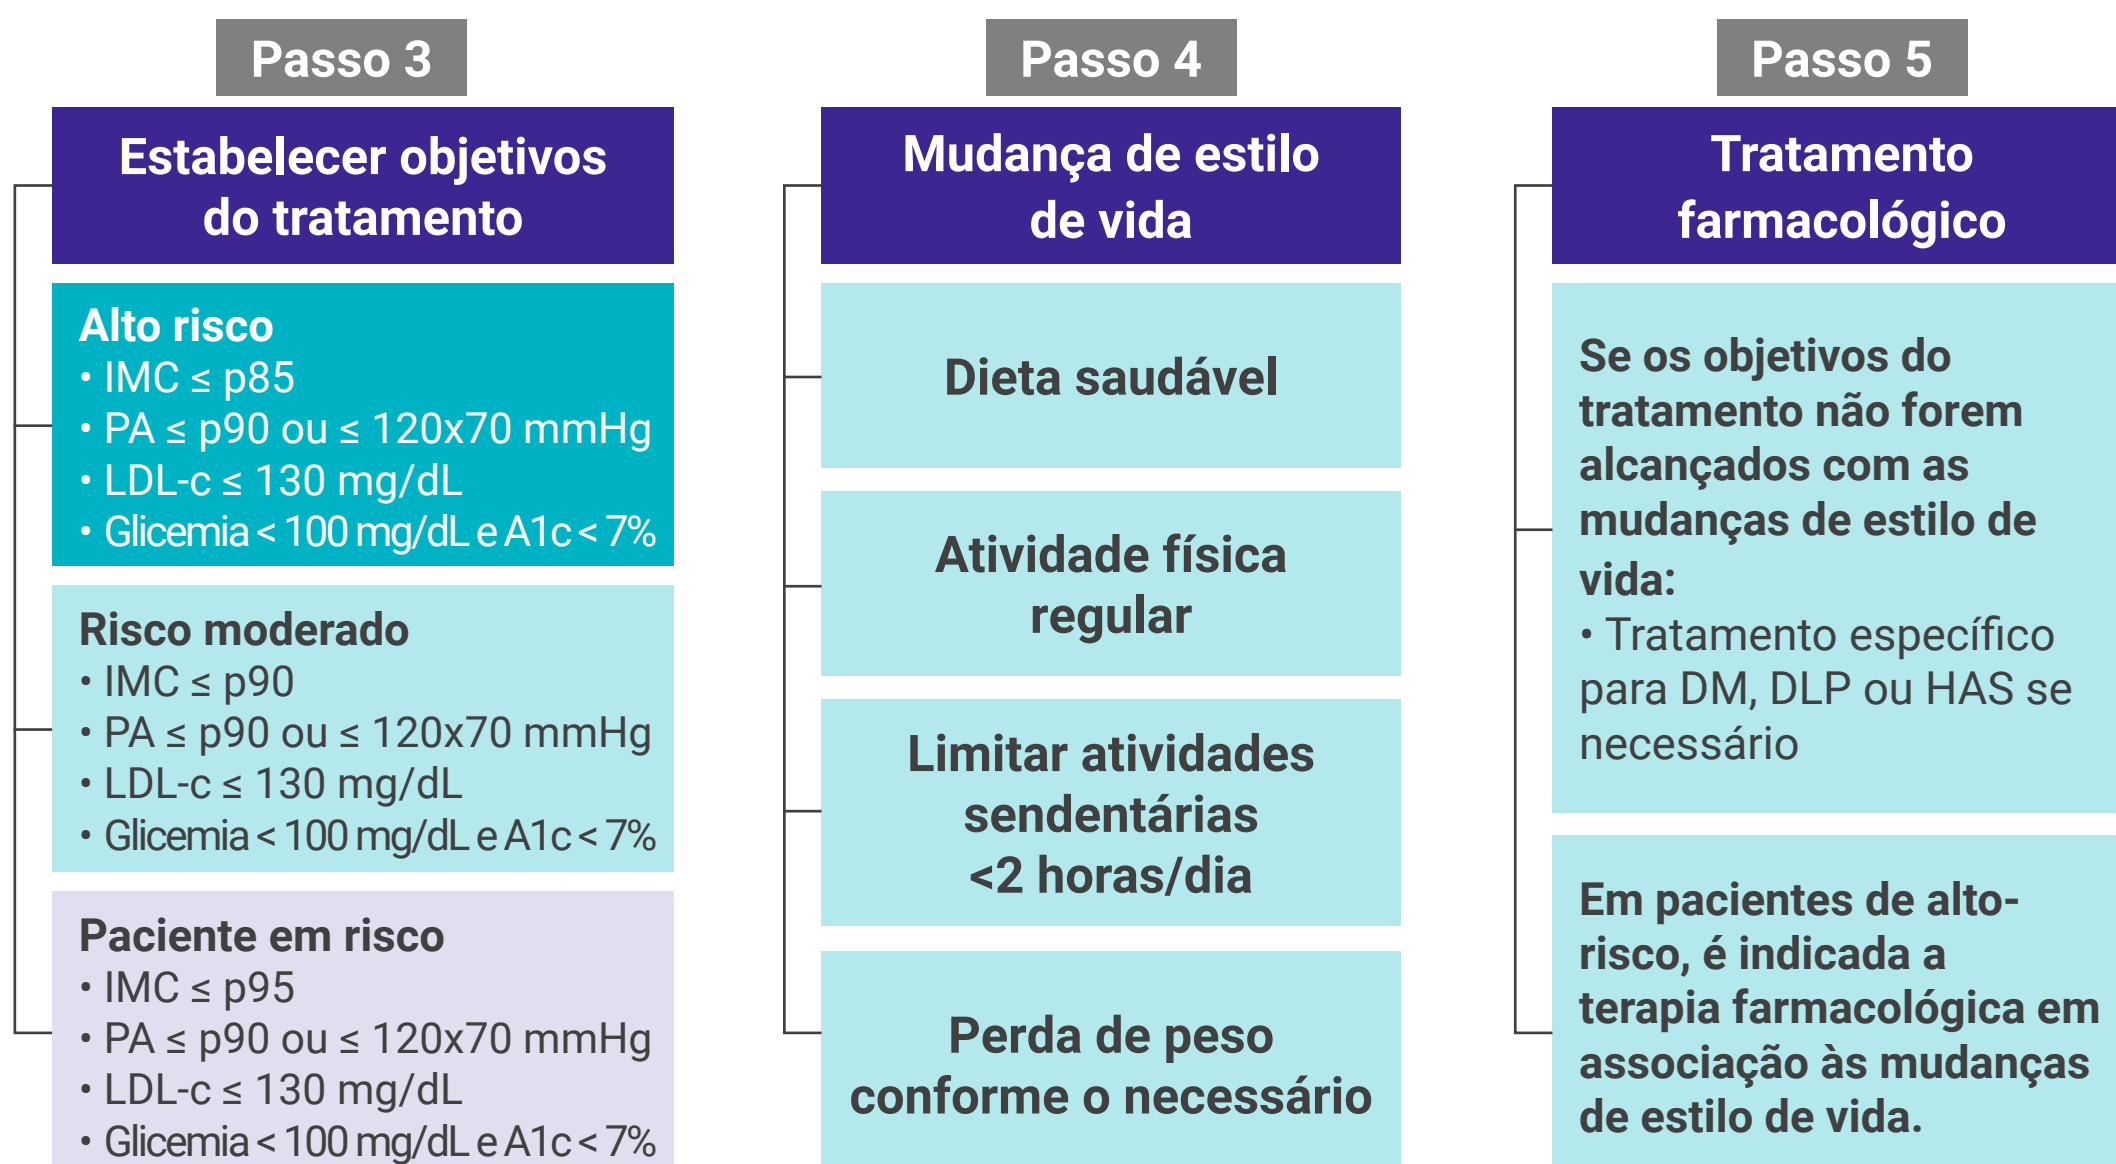 Passo 3
Estabelecer objetivos
do tratamento
Alto risco
• IMC ≤ p85
• PA ≤ p90 ou ≤ 120x70 mmHg
• LDL-c ≤ 130 mg/dL
• Glicemia < 100 mg/dL e A1c < 7%
Risco moderado
• IMC ≤ p90
• PA ≤ p90 ou ≤ 120x70 mmHg
• LDL-c ≤ 130 mg/dL
• Glicemia < 100 mg/dL e A1c < 7%
Paciente em risco
• IMC ≤ p95
• PA ≤ p90 ou ≤ 120x70 mmHg
• LDL-c ≤ 130 mg/dL
• Glicemia < 100 mg/dL e A1c < 7%
Passo 4
Mudança de estilo
de vida
Dieta saudável
Atividade física
regular
Limitar atividades
sendentárias
<2 horas/dia
Perda de peso
conforme o necessário
Passo 5
Tratamento
farmacológico
Se os objetivos do
tratamento não forem
alcançados com as
mudanças de estilo de
vida:
• Tratamento específico
para DM, DLP ou HAS se
necessário
Em pacientes de alto-
risco, é indicada a
terapia farmacológica em
associação às mudanças
de estilo de vida.